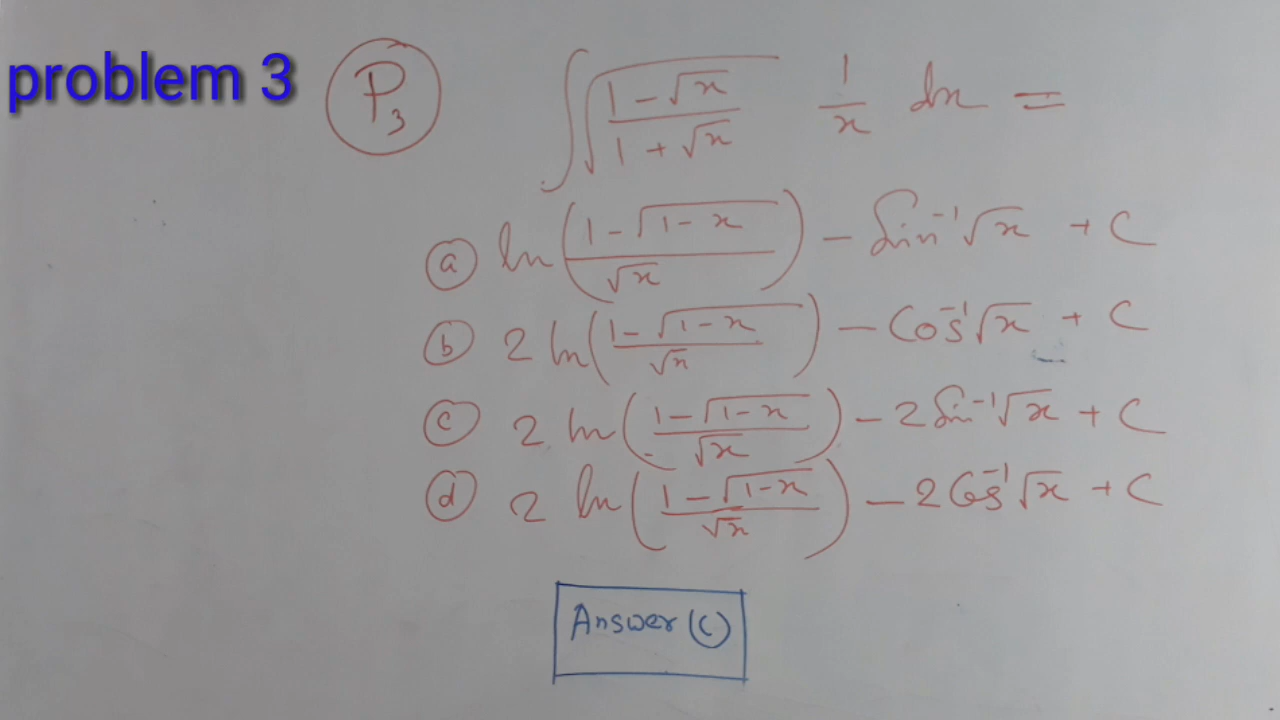 problem 3
P₃ ∫ √((1 - √x)/(1 + √x)) 1/x dx =
(a) ln((1 - √(1 - x))/√x) - Sin⁻¹√x + C
(b) 2 ln((1 - √(1 - x))/√x) - Cos⁻¹√x + C
(c) 2 ln((1 - √(1 - x))/√x) - 2 Sin⁻¹√x + C
(d) 2 ln((1 - √(1 - x))/√x) - 2 Cos⁻¹√x + C
Answer (c)